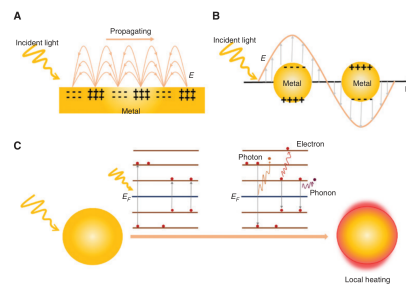 A
Propagating
Incident light
E
--- +++ --- +++ --- +++
Metal
B
Incident light
E
---- ++++
Metal Metal
++++ ----
C
Electron
Photon
Phonon
E_F
E_F
Local heating